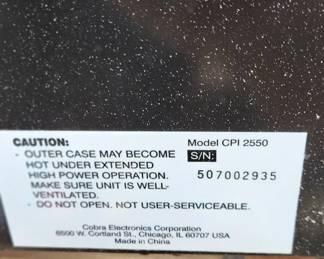 CAUTION:
- OUTER CASE MAY BECOME
HOT UNDER EXTENDED
HIGH POWER OPERATION.
MAKE SURE UNIT IS WELL-
VENTILATED.
- DO NOT OPEN. NOT USER-SERVICEABLE.
Model CPI 2550
S/N:
507002935
Cobra Electronics Corporation
6500 W. Cortland St., Chicago, IL 60707 USA
Made in China